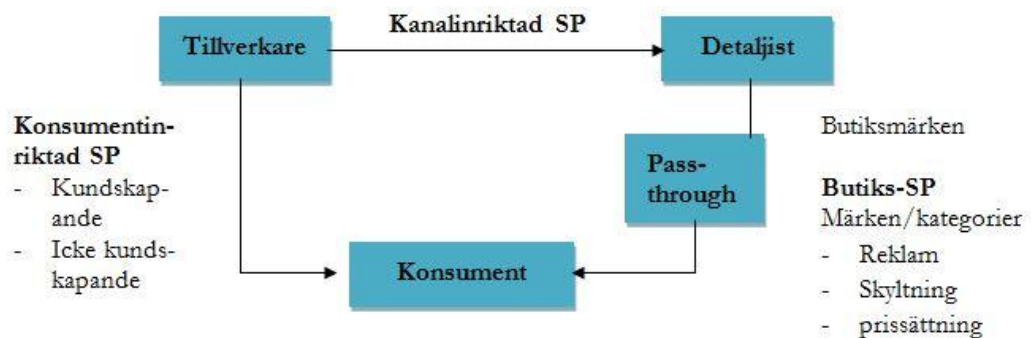 Kanalinriktad SP
Tillverkare
Detaljist
Konsumentin-
riktad SP
- Kundskap-
ande
- Icke kunds-
kapande
Pass-
through
Konsument
Butiksmärken
Butiks-SP
Märken/kategorier
- Reklam
- Skyltning
- prissättning